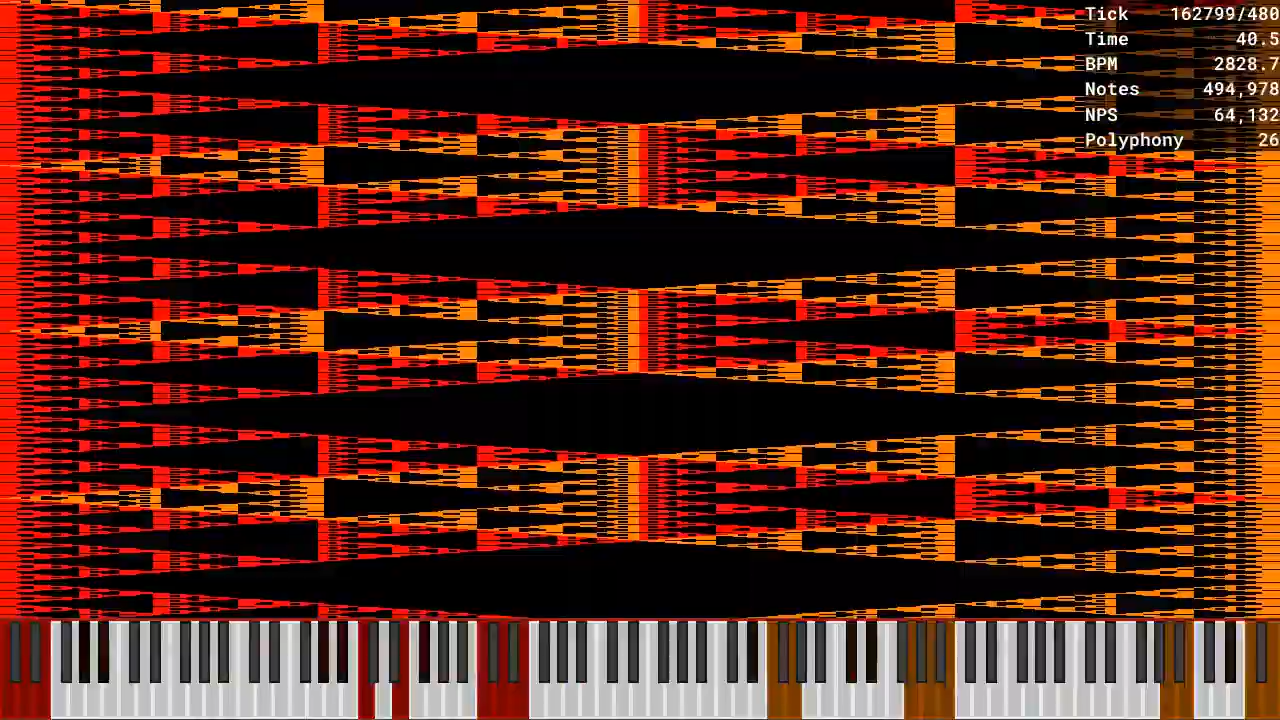 Tick 162799/480
Time 40.5
BPM 2828.7
Notes 494,978
NPS 64,132
Polyphony 26